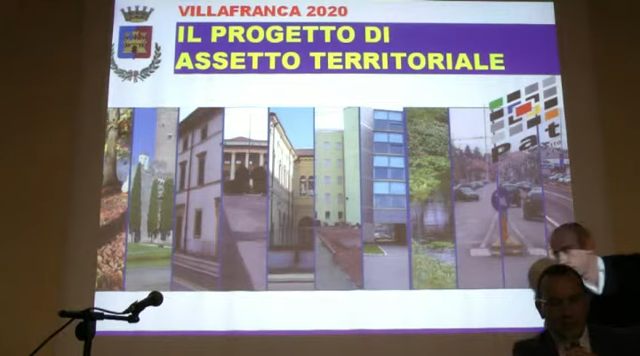 VILLAFRANCA 2020
IL PROGETTO DI
ASSETTO TERRITORIALE
Pat